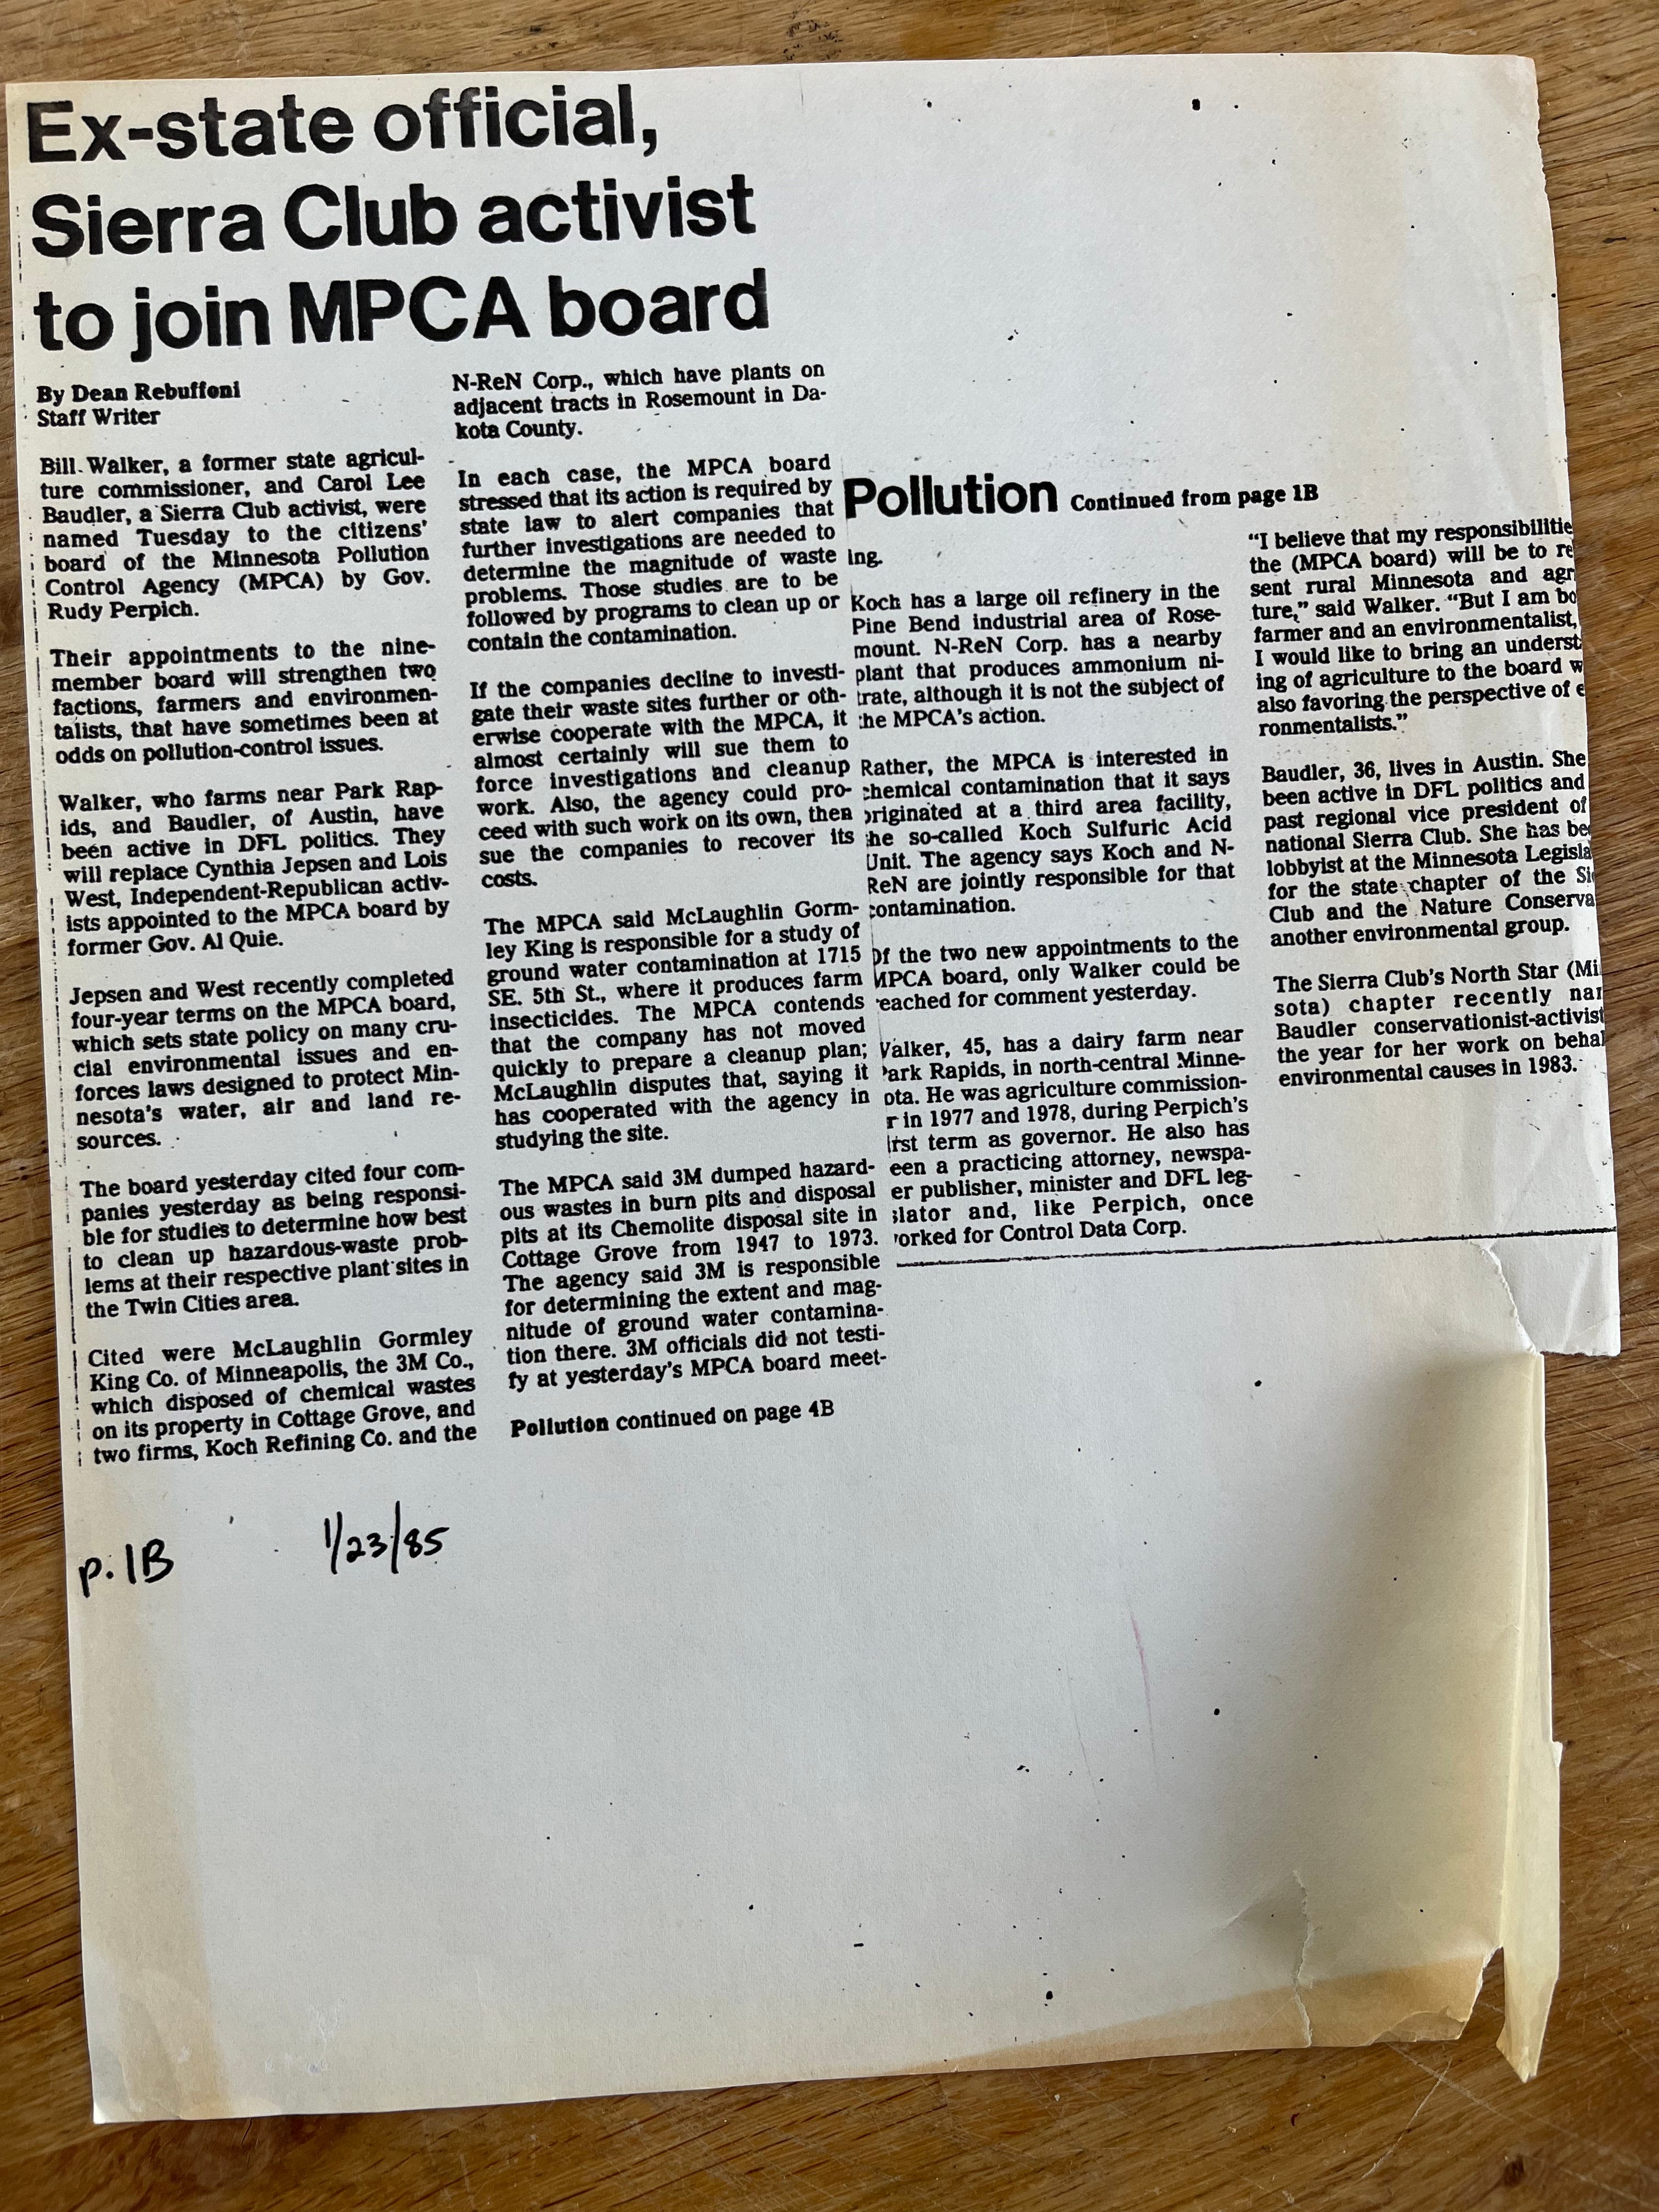 Ex-state official,
Sierra Club activist
to join MPCA board
By Dean Rebuffoni
Staff Writer
Bill Walker, a former state agricul-
ture commissioner, and Carol Lee
Baudler, a Sierra Club activist, were
named Tuesday to the citizens'
board of the Minnesota Pollution
Control Agency (MPCA) by Gov.
Rudy Perpich.
Their appointments to the nine-
member board will strengthen two
factions, farmers and environmen-
talists, that have sometimes been at
odds on pollution-control issues.
Walker, who farms near Park Rap-
ids, and Baudler, of Austin, have
been active in DFL politics. They
will replace Cynthia Jepsen and Lois
West, Independent-Republican activ-
ists appointed to the MPCA board by
former Gov. Al Quie.
Jepsen and West recently completed
four-year terms on the MPCA board,
which sets state policy on many cru-
cial environmental issues and en-
forces laws designed to protect Min-
nesota's water, air and land re-
sources.
The board yesterday cited four com-
panies yesterday as being responsi-
ble for studies to determine how best
to clean up hazardous-waste prob-
lems at their respective plant sites in
the Twin Cities area.
Cited were McLaughlin Gormley
King Co. of Minneapolis, the 3M Co.,
which disposed of chemical wastes
on its property in Cottage Grove, and
two firms, Koch Refining Co. and the
N-ReN Corp., which have plants on
adjacent tracts in Rosemount in Da-
kota County.
In each case, the MPCA board
stressed that its action is required by
state law to alert companies that
further investigations are needed to
determine the magnitude of waste
problems. Those studies are to be
followed by programs to clean up or
contain the contamination.
If the companies decline to investi-
gate their waste sites further or oth-
erwise cooperate with the MPCA, it
almost certainly will sue them to
force investigations and cleanup
work. Also, the agency could pro-
ceed with such work on its own, then
sue the companies to recover its
costs.
The MPCA said McLaughlin Gorm-
ley King is responsible for a study of
ground water contamination at 1715
SE. 5th St., where it produces farm
insecticides. The MPCA contends
that the company has not moved
quickly to prepare a cleanup plan;
McLaughlin disputes that, saying it
has cooperated with the agency in
studying the site.
The MPCA said 3M dumped hazard-
ous wastes in burn pits and disposal
pits at its Chemolite disposal site in
Cottage Grove from 1947 to 1973.
The agency said 3M is responsible
for determining the extent and mag-
nitude of ground water contamina-
tion there. 3M officials did not testi-
fy at yesterday's MPCA board meet-
Pollution continued on page 4B
Pollution Continued from page 1B
ing.
Koch has a large oil refinery in the
Pine Bend industrial area of Rose-
mount. N-ReN Corp. has a nearby
plant that produces ammonium ni-
trate, although it is not the subject of
the MPCA's action.
Rather, the MPCA is interested in
chemical contamination that it says
originated at a third area facility,
the so-called Koch Sulfuric Acid
Unit. The agency says Koch and N-
ReN are jointly responsible for that
contamination.
Of the two new appointments to the
MPCA board, only Walker could be
reached for comment yesterday.
Walker, 45, has a dairy farm near
Park Rapids, in north-central Minne-
ota. He was agriculture commission-
r in 1977 and 1978, during Perpich's
irst term as governor. He also has
een a practicing attorney, newspa-
er publisher, minister and DFL leg-
slator and, like Perpich, once
orked for Control Data Corp.
"I believe that my responsibilitie
the (MPCA board) will be to re
sent rural Minnesota and agr
ture," said Walker. "But I am bo
farmer and an environmentalist,
I would like to bring an underst
ing of agriculture to the board w
also favoring the perspective of e
ronmentalists."
Baudler, 36, lives in Austin. She
been active in DFL politics and
past regional vice president of
national Sierra Club. She has be
lobbyist at the Minnesota Legisla
for the state chapter of the Si
Club and the Nature Conserva
another environmental group.
The Sierra Club's North Star (Mi
sota) chapter recently nar
Baudler conservationist-activist
the year for her work on behal
environmental causes in 1983.
p. 1B 1/23/85